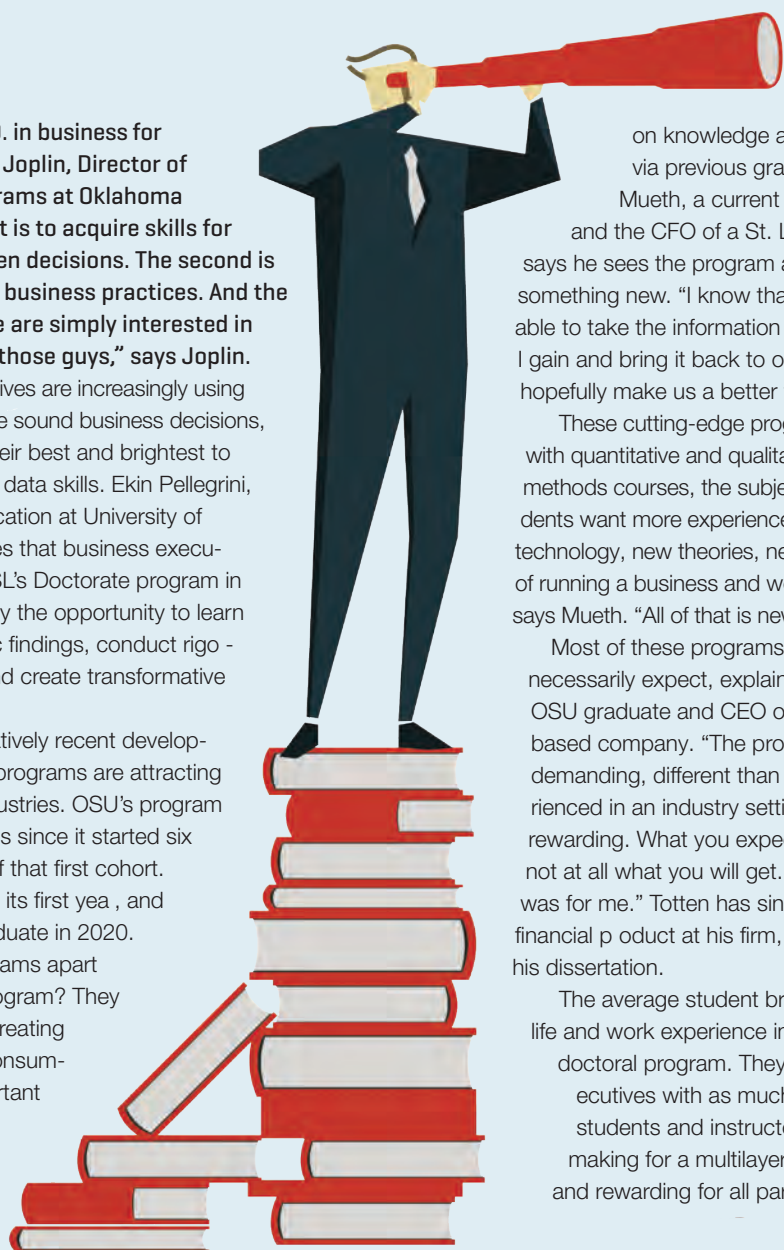 . in business for
Joplin, Director of
rams at Oklahoma
t is to acquire skills for
en decisions. The second is
business practices. And the
e are simply interested in
those guys,” says Joplin.
ives are increasingly using
e sound business decisions,
eir best and brightest to
data skills. Ekin Pellegrini,
cation at University of
es that business execu-
SL’s Doctorate program in
y the opportunity to learn
c findings, conduct rigo -
nd create transformative
tively recent develop-
programs are attracting
ustries. OSU’s program
s since it started six
f that first cohort.
its first yea , and
duate in 2020.
ams apart
ogram? They
reating
onsum-
rtant
on knowledge a
via previous gra
Mueth, a current
and the CFO of a St. L
says he sees the program a
something new. “I know tha
able to take the information
I gain and bring it back to o
hopefully make us a better
These cutting-edge prog
with quantitative and qualita
methods courses, the subje
dents want more experience
technology, new theories, ne
of running a business and wo
says Mueth. “All of that is new
Most of these programs
necessarily expect, explain
OSU graduate and CEO o
based company. “The pro
demanding, different than
rienced in an industry setti
rewarding. What you expec
not at all what you will get.
was for me.” Totten has sin
financial p oduct at his firm,
his dissertation.
The average student br
life and work experience in
doctoral program. They
ecutives with as much
students and instructo
making for a multilayer
and rewarding for all par